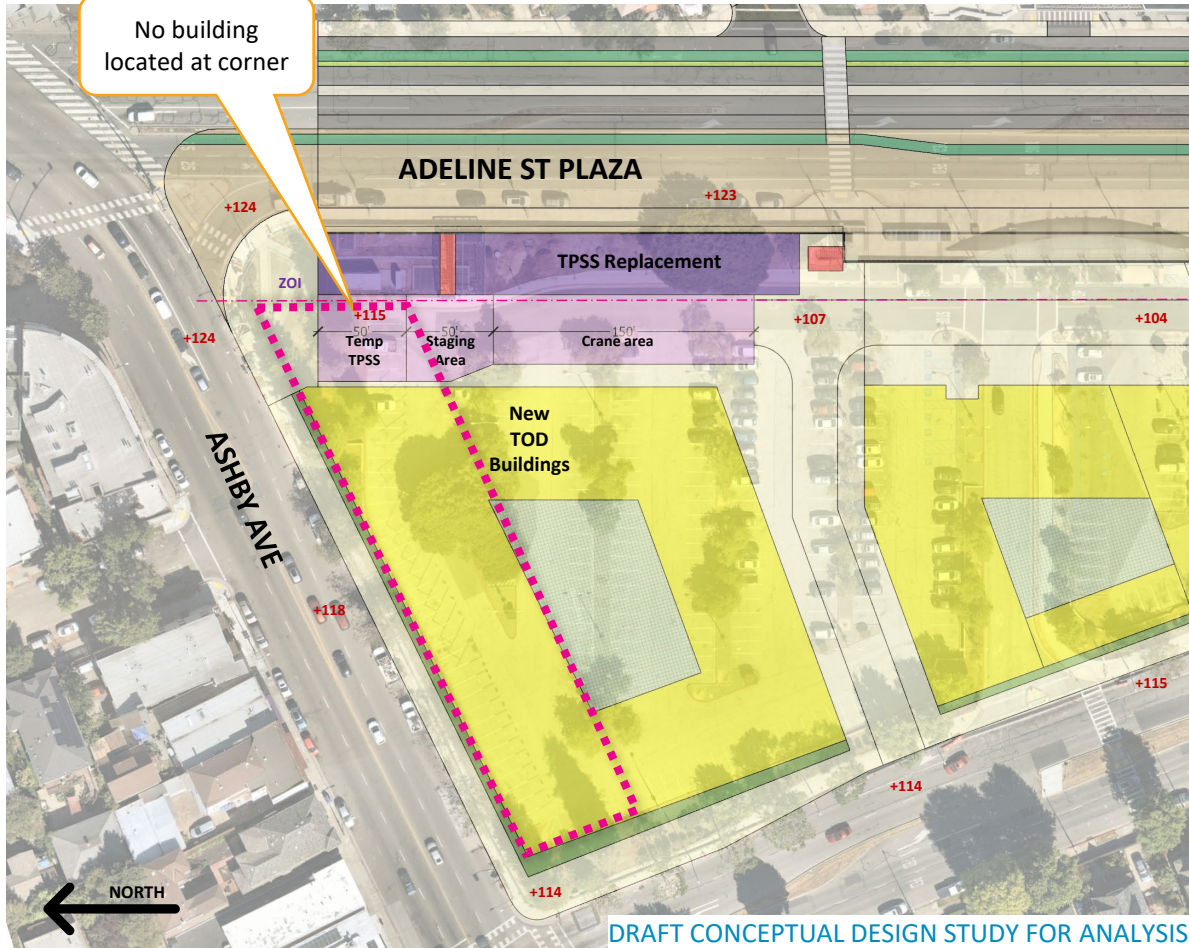 No building
located at corner
ADELINE ST PLAZA
+124
+123
TPSS Replacement
ZOI
+115
+107
+104
+124
50'
50'
150'
Temp
TPSS
Staging
Area
Crane area
New
TOD
Buildings
ASHBY AVE
+118
+115
+114
+114
NORTH
DRAFT CONCEPTUAL DESIGN STUDY FOR ANALYSIS